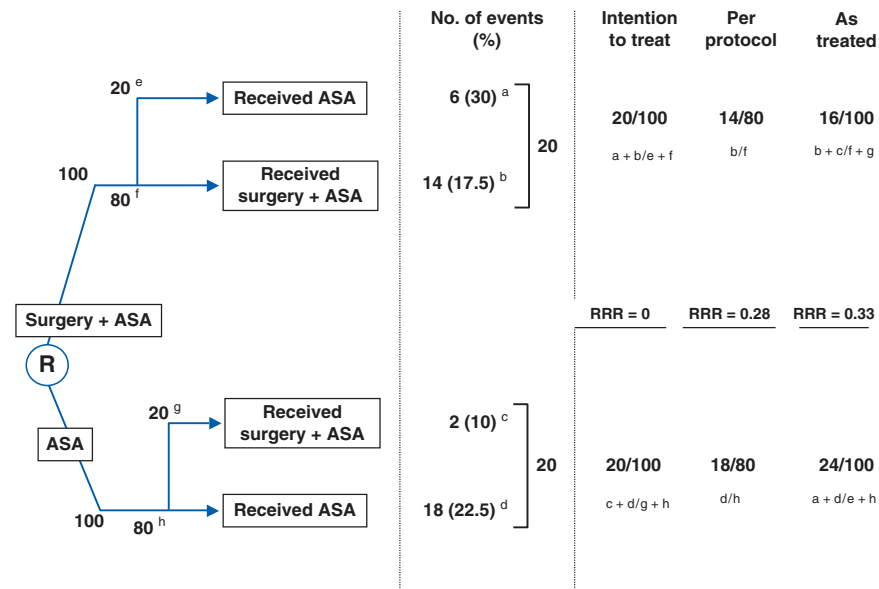 No. of events
(%)
Intention
to treat
Per
protocol
As
treated
20 e
Received ASA
6 (30) a
20
20/100
14/80
16/100
a + b/e + f
b/f
b + c/f + g
100
80 f
Received
surgery + ASA
14 (17.5) b
Surgery + ASA
RRR = 0
RRR = 0.28
RRR = 0.33
R
ASA
20 g
Received
surgery + ASA
2 (10) c
20
20/100
18/80
24/100
c + d/g + h
d/h
a + d/e + h
100
80 h
Received ASA
18 (22.5) d